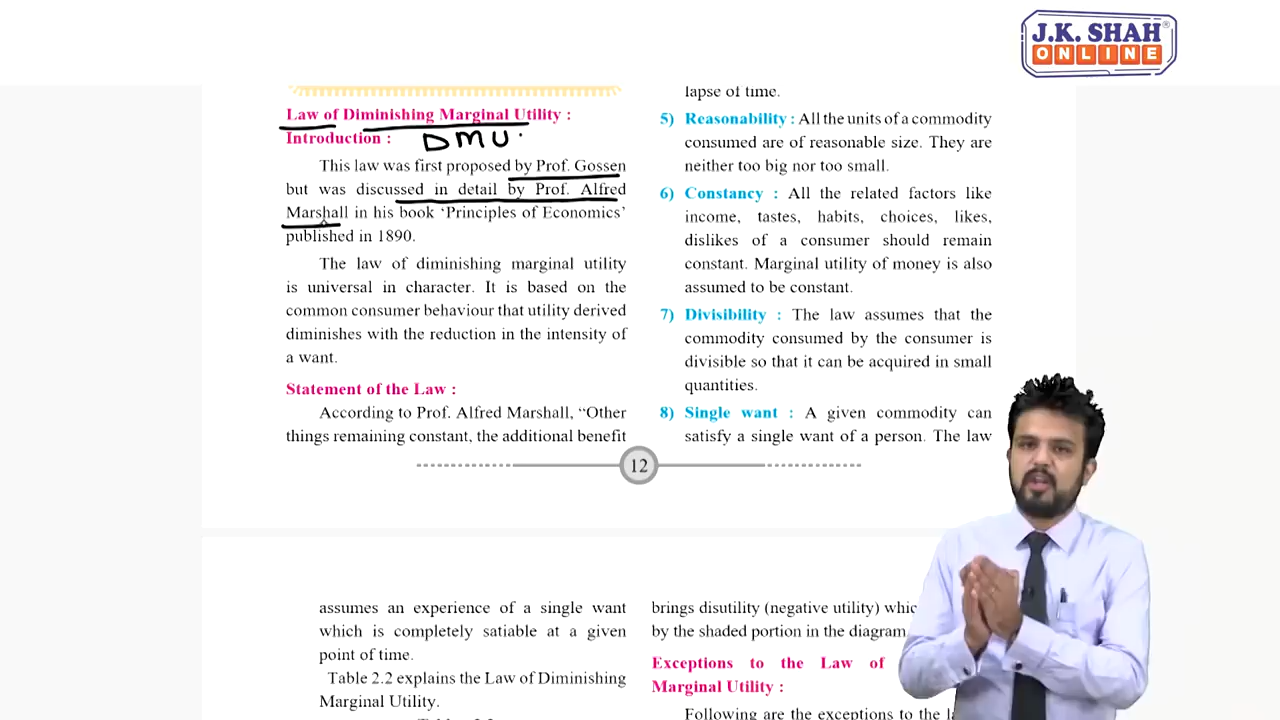 J.K. SHAH®
ONLINE
Law of Diminishing Marginal Utility :
Introduction :
DMU
This law was first proposed by Prof. Gossen
but was discussed in detail by Prof. Alfred
Marshall in his book ‘Principles of Economics’
published in 1890.
The law of diminishing marginal utility
is universal in character. It is based on the
common consumer behaviour that utility derived
diminishes with the reduction in the intensity of
a want.
Statement of the Law :
According to Prof. Alfred Marshall, “Other
things remaining constant, the additional benefit
lapse of time.
5) Reasonability : All the units of a commodity
consumed are of reasonable size. They are
neither too big nor too small.
6) Constancy : All the related factors like
income, tastes, habits, choices, likes,
dislikes of a consumer should remain
constant. Marginal utility of money is also
assumed to be constant.
7) Divisibility : The law assumes that the
commodity consumed by the consumer is
divisible so that it can be acquired in small
quantities.
8) Single want : A given commodity can
satisfy a single want of a person. The law
12
assumes an experience of a single want
which is completely satiable at a given
point of time.
Table 2.2 explains the Law of Diminishing
Marginal Utility.
brings disutility (negative utility)
by the shaded portion in the diagram
Exceptions to the Law of
Marginal Utility :
Following are the exceptions to the